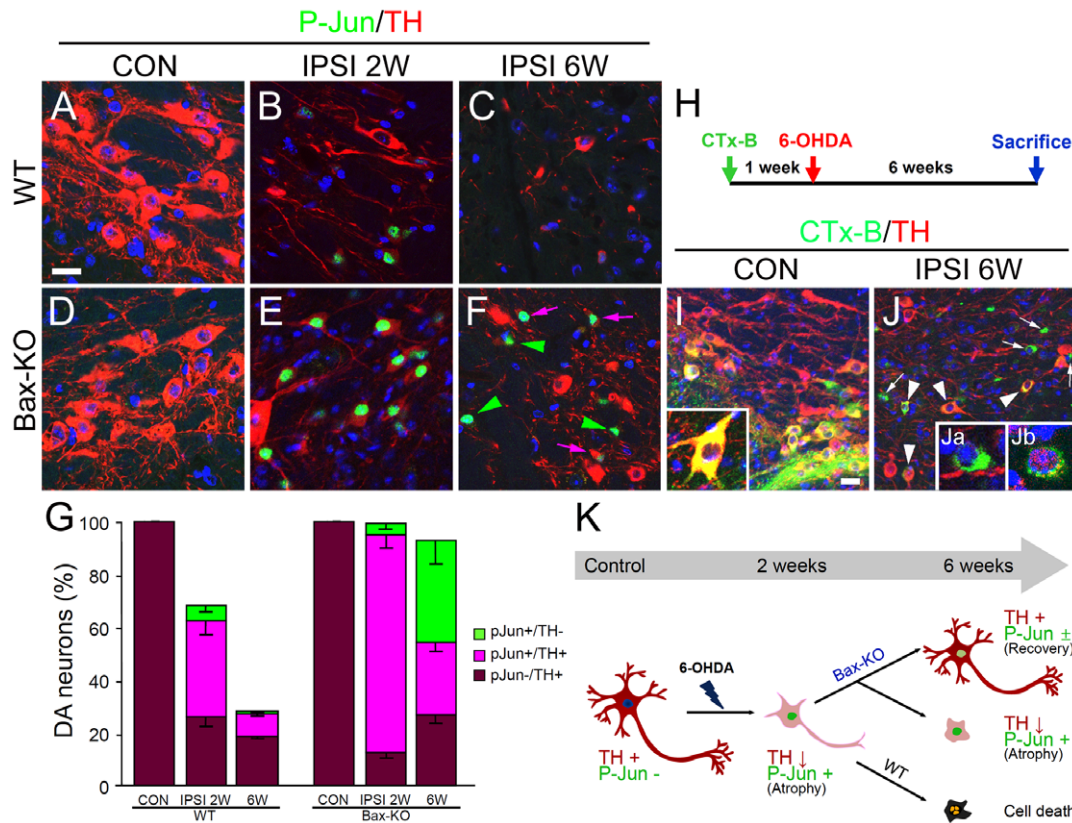 P-Jun/TH
CON IPSI 2W IPSI 6W
WT
A B C
Bax-KO
D E F
H
CTx-B 6-OHDA Sacrifice
1 week 6 weeks
CTx-B/TH
CON IPSI 6W
I J
Ja Jb
G
DA neurons (%)
100
80
60
40
20
0
pJun+/TH-
pJun+/TH+
pJun-/TH+
CON IPSI 2W 6W CON IPSI 2W 6W
WT Bax-KO
K
Control 2 weeks 6 weeks
6-OHDA
Bax-KO
WT
TH +
P-Jun -
TH ↓
P-Jun +
(Atrophy)
TH +
P-Jun ±
(Recovery)
TH ↓
P-Jun +
(Atrophy)
Cell death